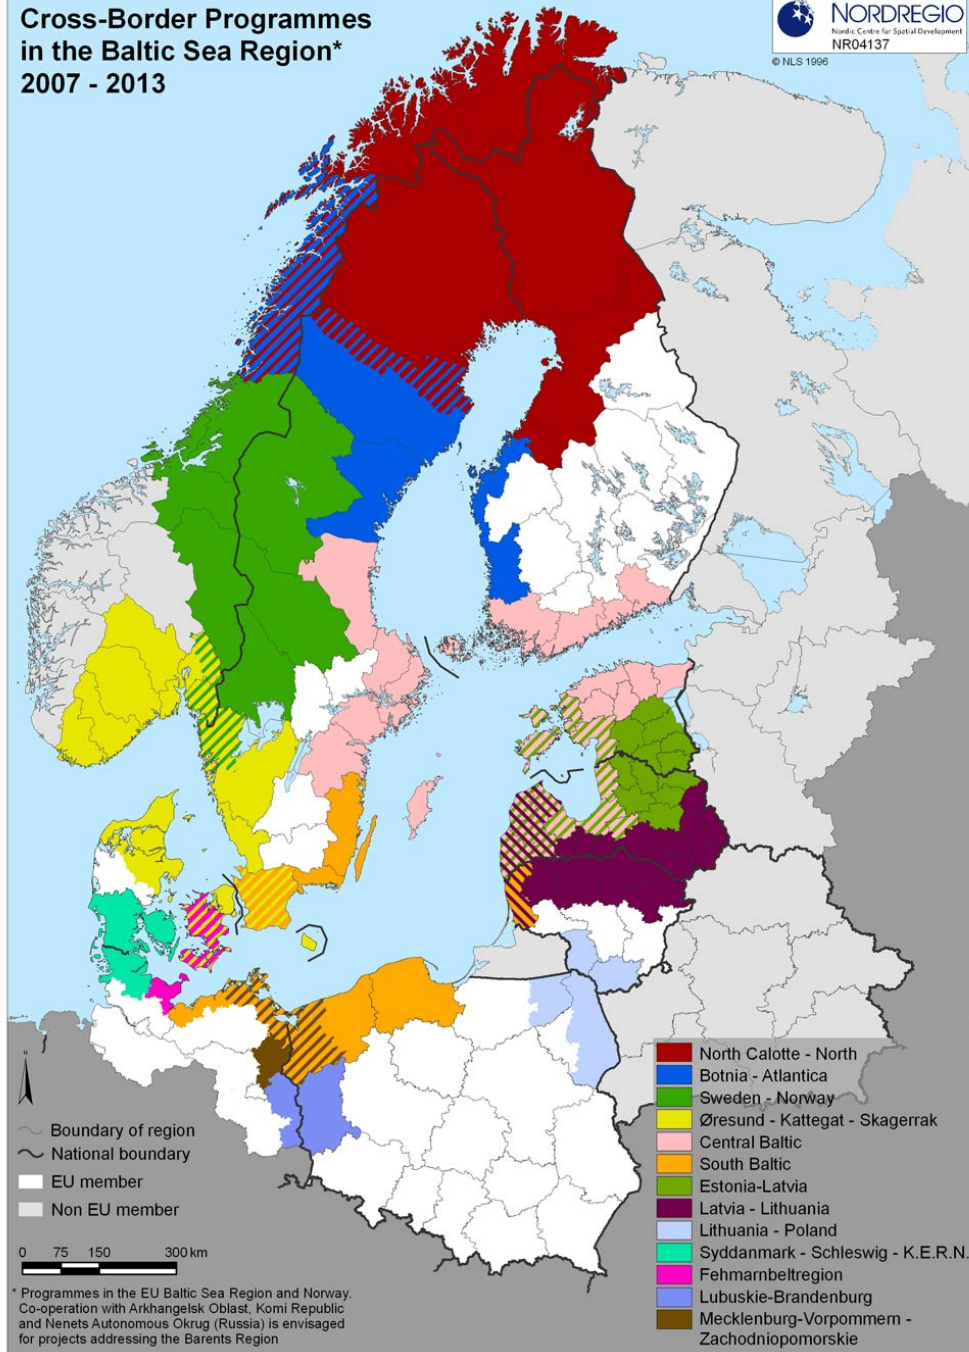 Cross-Border Programmes
in the Baltic Sea Region*
2007 - 2013
NORDREGIO
Nordic Centre for Spatial Development
NR04137
© NLS 1996
N
Boundary of region
National boundary
EU member
Non EU member
0 75 150 300 km
* Programmes in the EU Baltic Sea Region and Norway.
Co-operation with Arkhangelsk Oblast, Komi Republic
and Nenets Autonomous Okrug (Russia) is envisaged
for projects addressing the Barents Region
North Calotte - North
Botnia - Atlantica
Sweden - Norway
Øresund - Kattegat - Skagerrak
Central Baltic
South Baltic
Estonia-Latvia
Latvia - Lithuania
Lithuania - Poland
Syddanmark - Schleswig - K.E.R.N.
Fehmarnbeltregion
Lubuskie-Brandenburg
Mecklenburg-Vorpommern -
Zachodniopomorskie